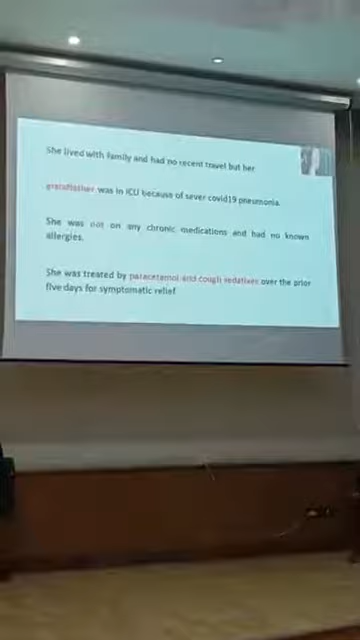 She lived with family and had no recent travel but her
grandfather was in ICU because of sever covid19 pneumonia.
She was not on any chronic medications and had no known
allergies.
She was treated by paracetamol and cough sedatives over the prior
five days for symptomatic relief